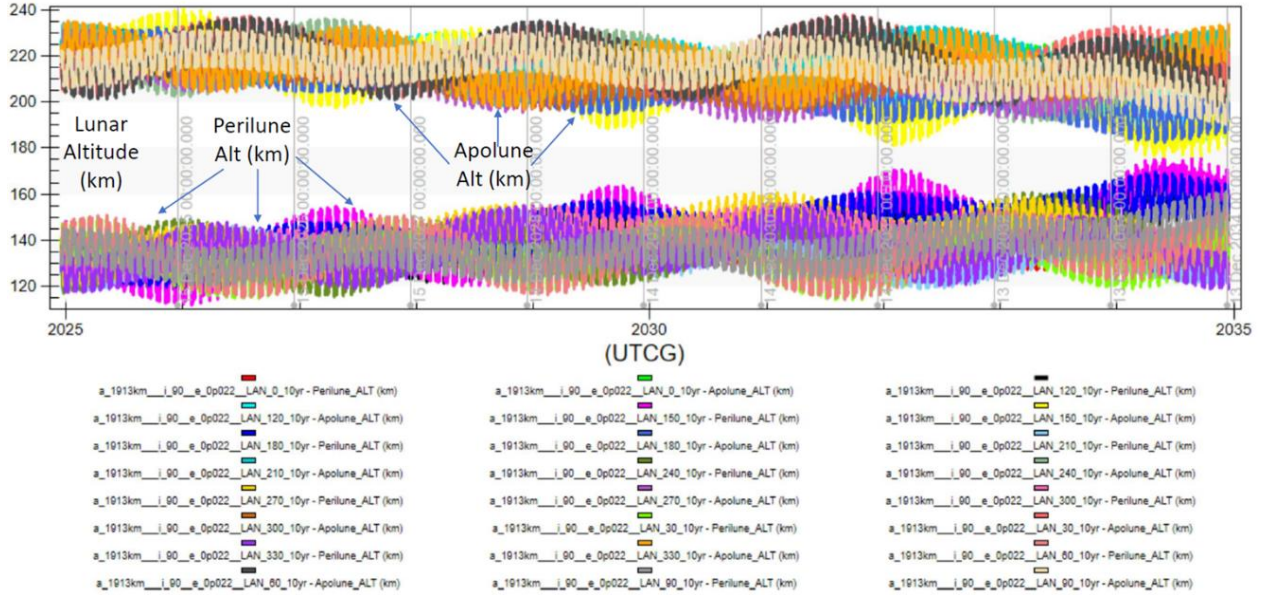 240
220
200
180
160
140
120
Lunar
Altitude
(km)
Perilune
Alt (km)
Apolune
Alt (km)
2025
2030
2035
(UTCG)
a_1913km___i_90__e_0p022__LAN_0_10yr - Perilune_ALT (km)
a_1913km___i_90__e_0p022__LAN_0_10yr - Apolune_ALT (km)
a_1913km___i_90__e_0p022__LAN_120_10yr - Perilune_ALT (km)
a_1913km___i_90__e_0p022__LAN_120_10yr - Apolune_ALT (km)
a_1913km___i_90__e_0p022__LAN_150_10yr - Perilune_ALT (km)
a_1913km___i_90__e_0p022__LAN_150_10yr - Apolune_ALT (km)
a_1913km___i_90__e_0p022__LAN_180_10yr - Perilune_ALT (km)
a_1913km___i_90__e_0p022__LAN_180_10yr - Apolune_ALT (km)
a_1913km___i_90__e_0p022__LAN_210_10yr - Perilune_ALT (km)
a_1913km___i_90__e_0p022__LAN_210_10yr - Apolune_ALT (km)
a_1913km___i_90__e_0p022__LAN_240_10yr - Perilune_ALT (km)
a_1913km___i_90__e_0p022__LAN_240_10yr - Apolune_ALT (km)
a_1913km___i_90__e_0p022__LAN_270_10yr - Perilune_ALT (km)
a_1913km___i_90__e_0p022__LAN_270_10yr - Apolune_ALT (km)
a_1913km___i_90__e_0p022__LAN_300_10yr - Perilune_ALT (km)
a_1913km___i_90__e_0p022__LAN_300_10yr - Apolune_ALT (km)
a_1913km___i_90__e_0p022__LAN_30_10yr - Perilune_ALT (km)
a_1913km___i_90__e_0p022__LAN_30_10yr - Apolune_ALT (km)
a_1913km___i_90__e_0p022__LAN_330_10yr - Perilune_ALT (km)
a_1913km___i_90__e_0p022__LAN_330_10yr - Apolune_ALT (km)
a_1913km___i_90__e_0p022__LAN_60_10yr - Perilune_ALT (km)
a_1913km___i_90__e_0p022__LAN_60_10yr - Apolune_ALT (km)
a_1913km___i_90__e_0p022__LAN_90_10yr - Perilune_ALT (km)
a_1913km___i_90__e_0p022__LAN_90_10yr - Apolune_ALT (km)